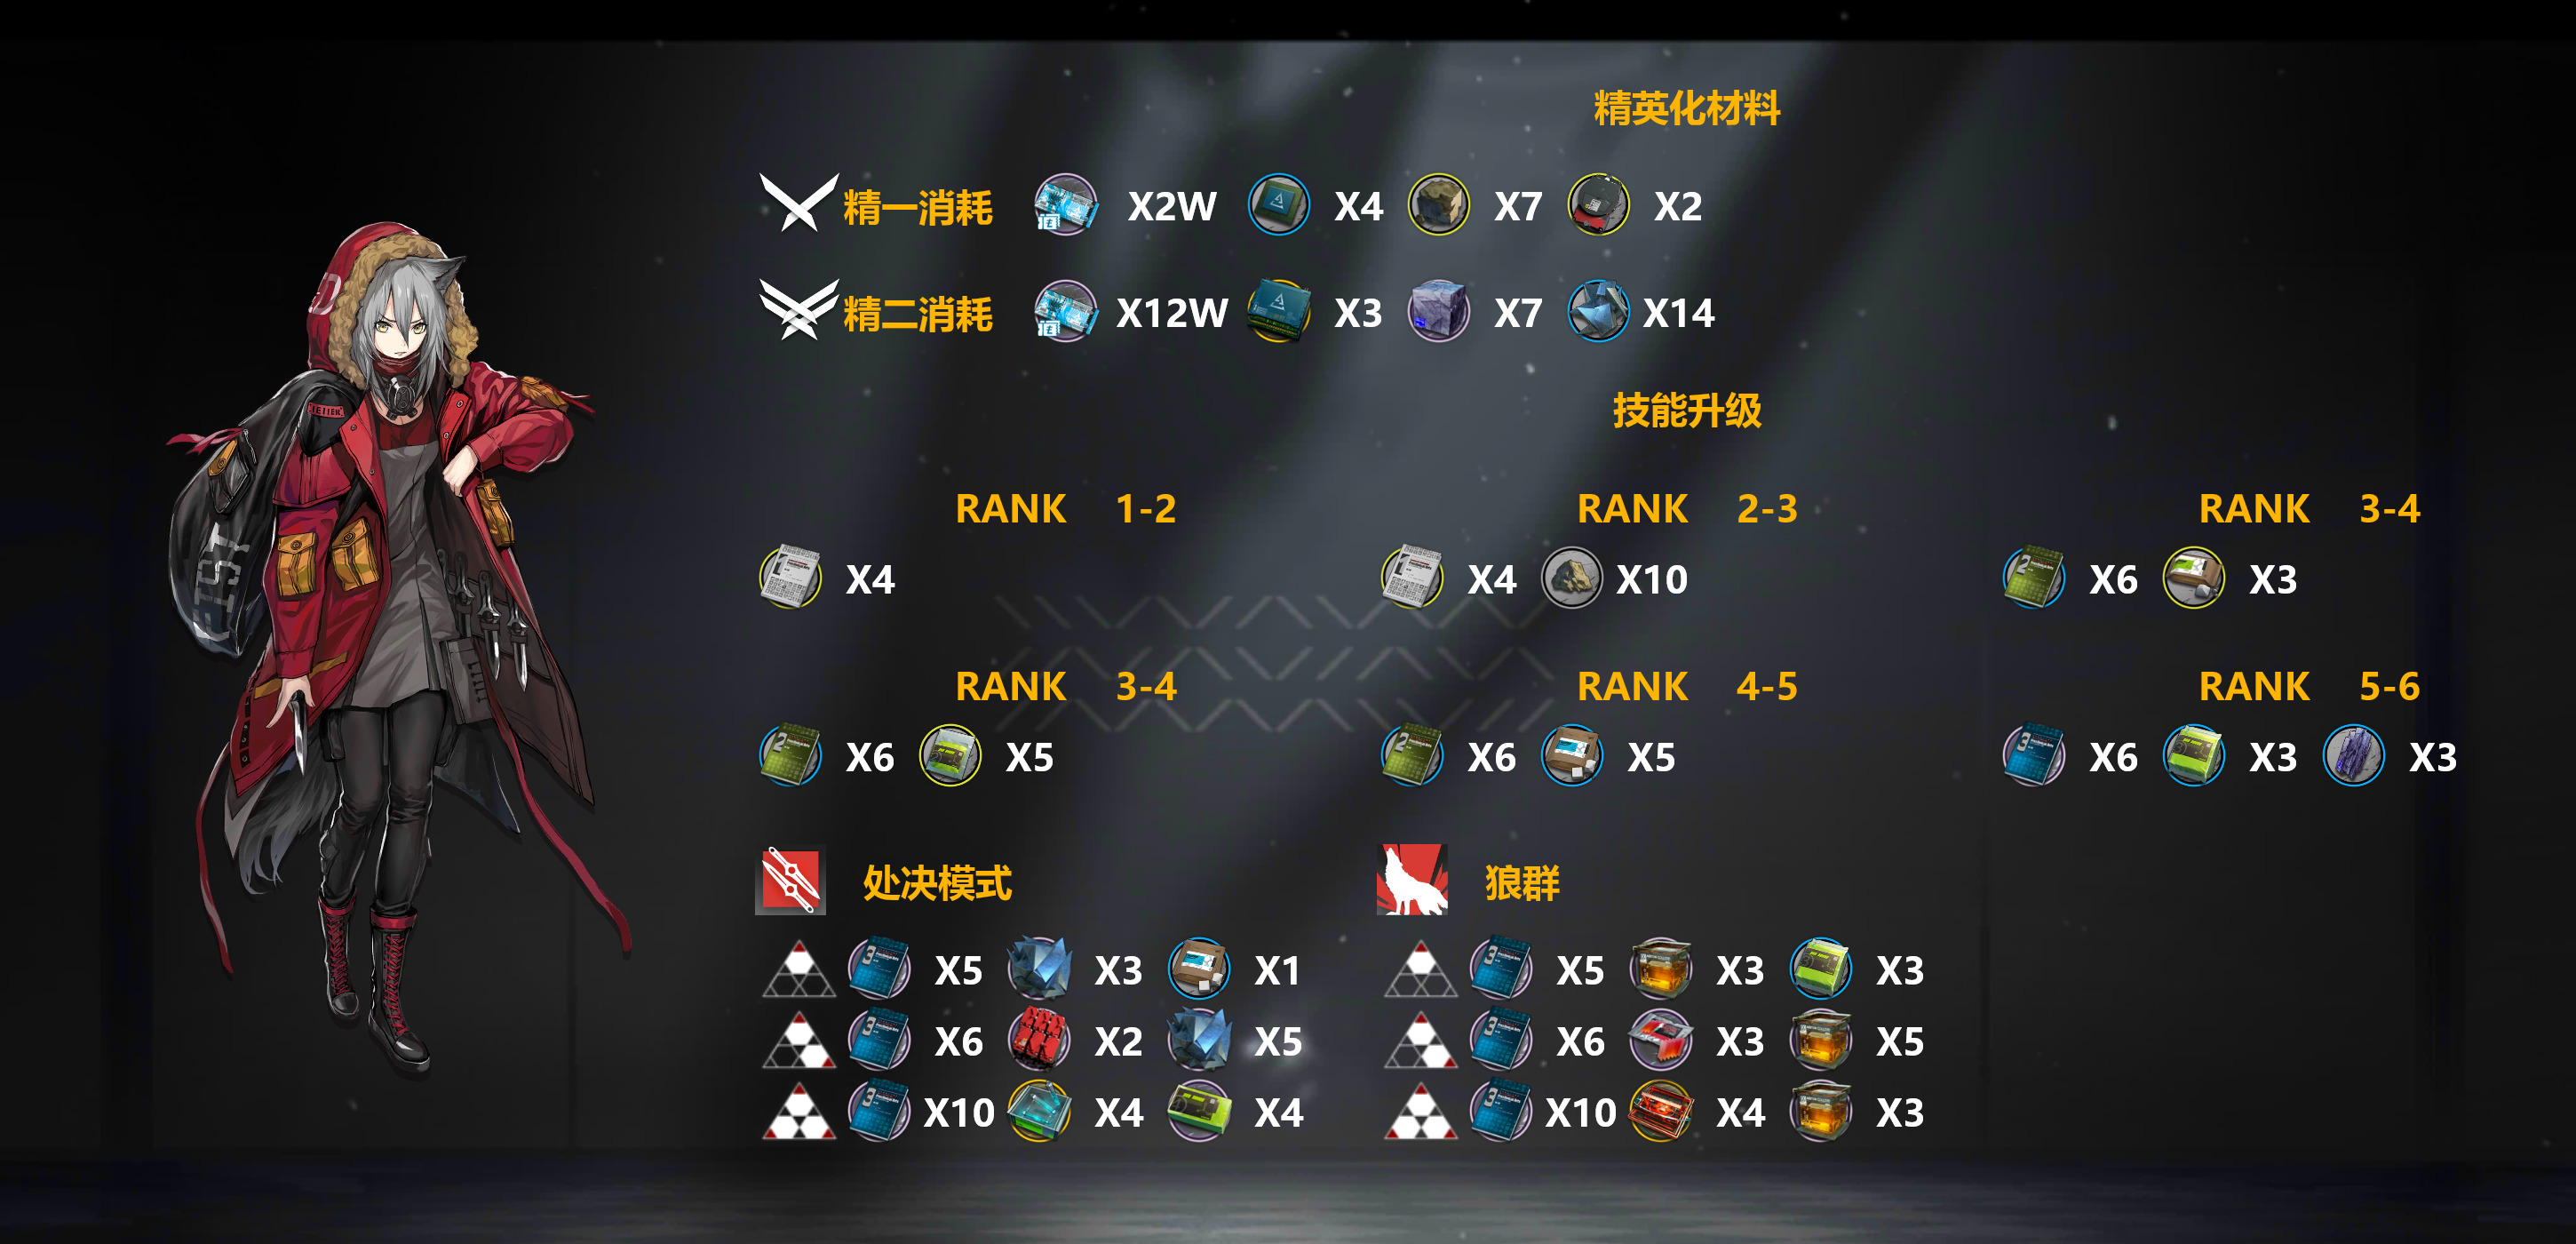 精英化材料
精一消耗 X2W X4 X7 X2
精二消耗 X12W X3 X7 X14
技能升级
RANK 1-2 RANK 2-3 RANK 3-4
X4 X4 X10 X6 X3
RANK 3-4 RANK 4-5 RANK 5-6
X6 X5 X6 X5 X6 X3 X3
处决模式 狼群
X5 X3 X1 X5 X3 X3
X6 X2 X5 X6 X3 X5
X10 X4 X4 X10 X4 X3